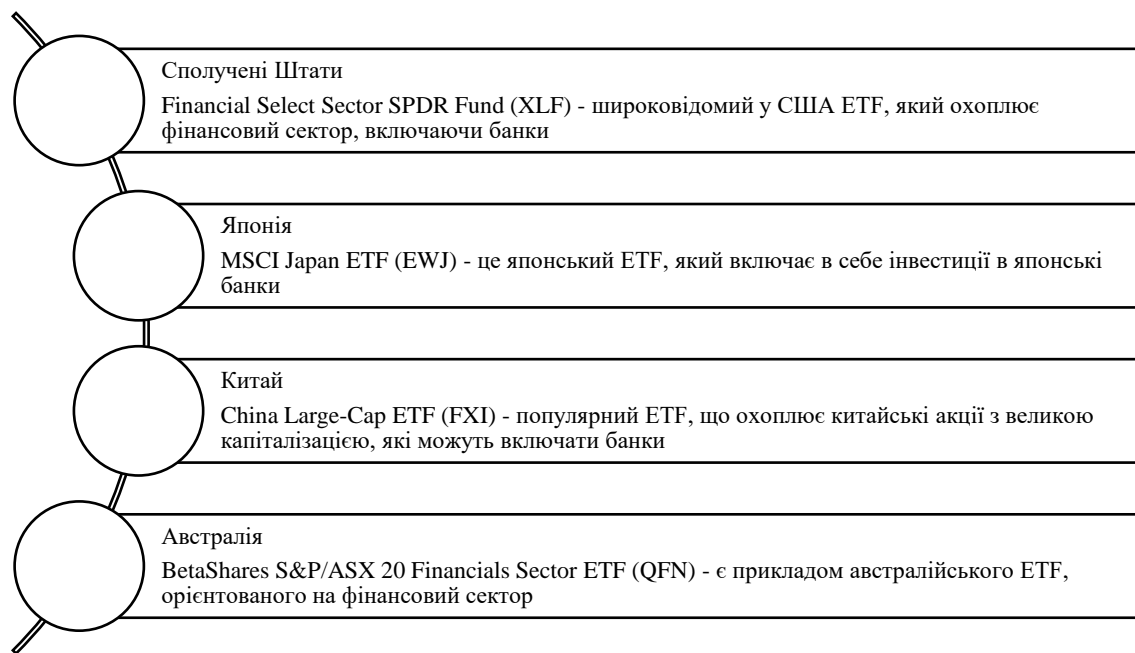 Сполучені Штати
Financial Select Sector SPDR Fund (XLF) - широковідомий у США ETF, який охоплює
фінансовий сектор, включаючи банки
Японія
MSCI Japan ETF (EWJ) - це японський ETF, який включає в себе інвестиції в японські
банки
Китай
China Large-Cap ETF (FXI) - популярний ETF, що охоплює китайські акції з великою
капіталізацією, які можуть включати банки
Австралія
BetaShares S&P/ASX 20 Financials Sector ETF (QFN) - є прикладом австралійського ETF,
орієнтованого на фінансовий сектор